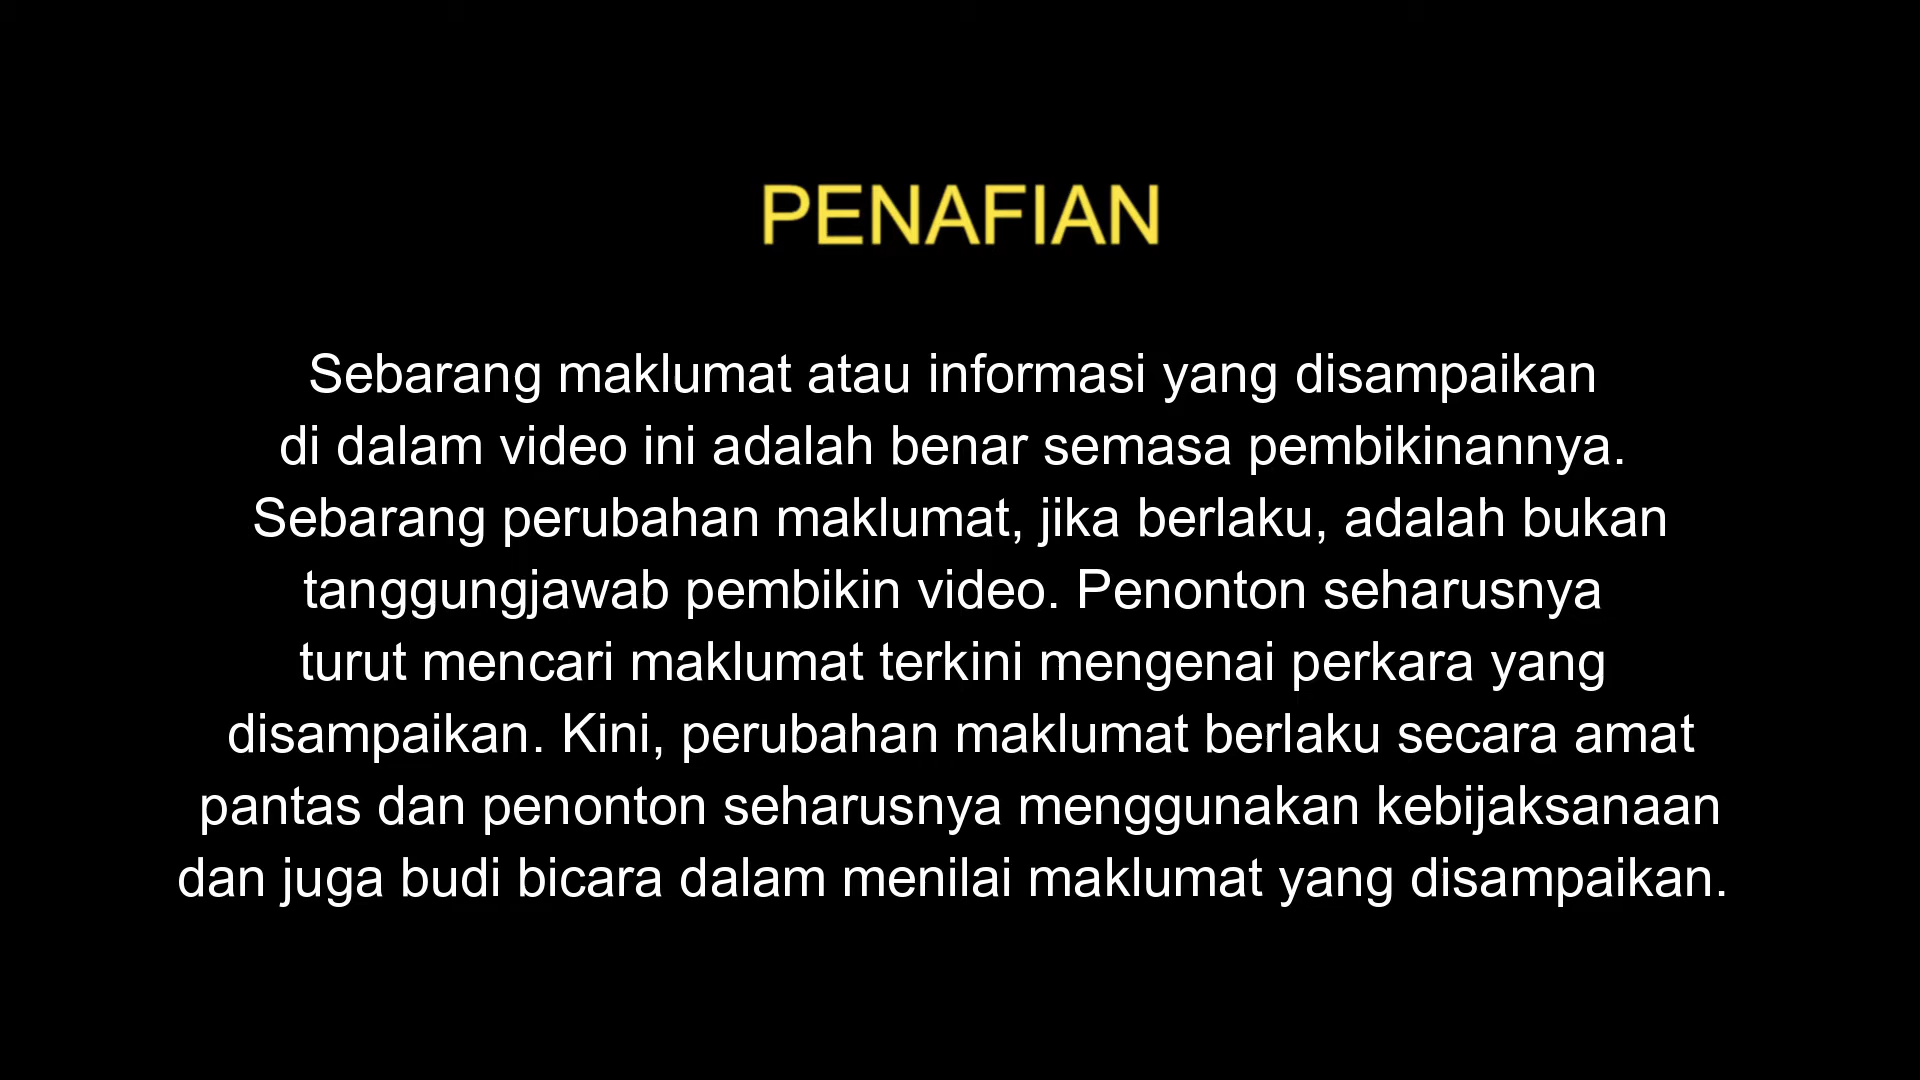 PENAFIAN
Sebarang maklumat atau informasi yang disampaikan
di dalam video ini adalah benar semasa pembikinannya.
Sebarang perubahan maklumat, jika berlaku, adalah bukan
tanggungjawab pembikin video. Penonton seharusnya
turut mencari maklumat terkini mengenai perkara yang
disampaikan. Kini, perubahan maklumat berlaku secara amat
pantas dan penonton seharusnya menggunakan kebijaksanaan
dan juga budi bicara dalam menilai maklumat yang disampaikan.